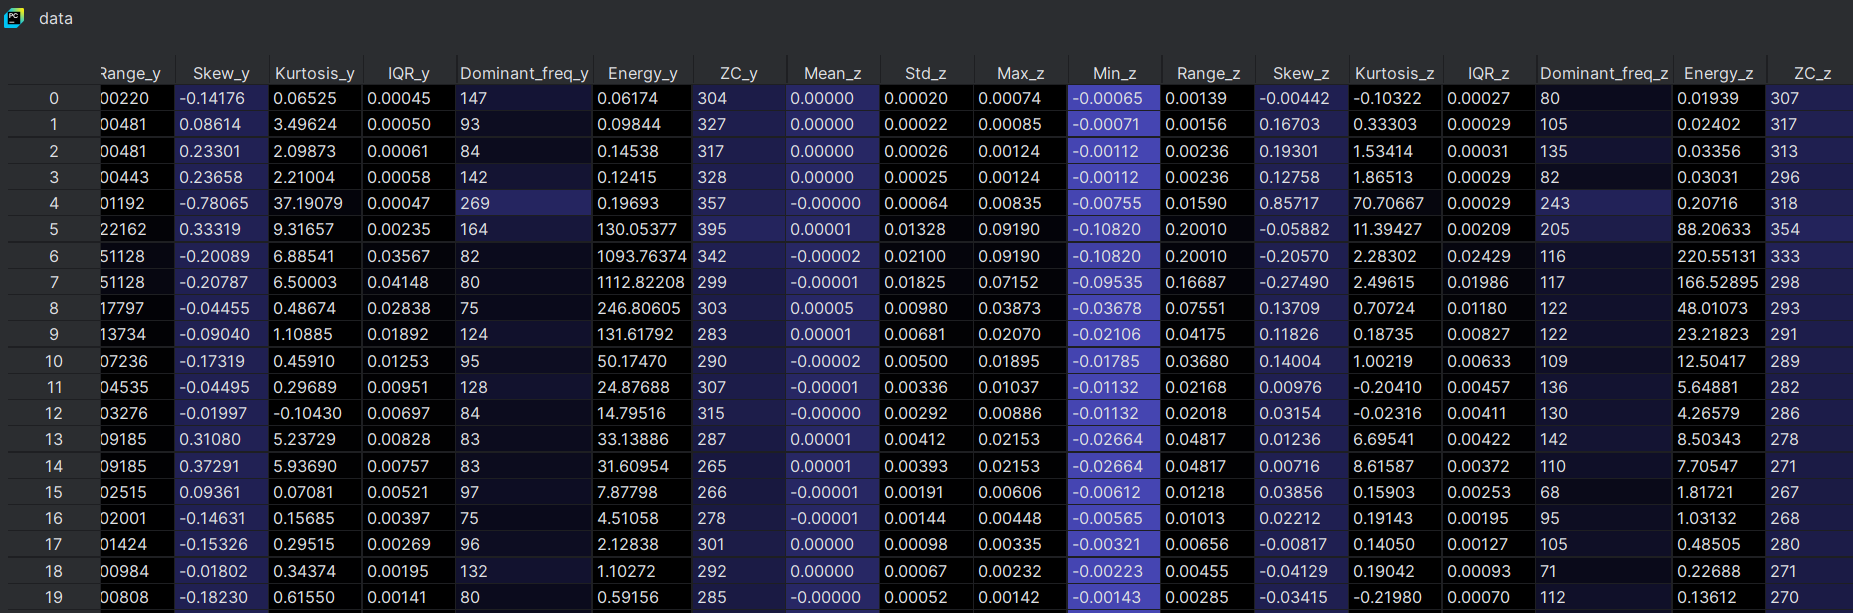 PC data
Range_y Skew_y Kurtosis_y IQR_y Dominant_freq_y Energy_y ZC_y Mean_z Std_z Max_z Min_z Range_z Skew_z Kurtosis_z IQR_z Dominant_freq_z Energy_z ZC_z
0 00220 -0.14176 0.06525 0.00045 147 0.06174 304 0.00000 0.00020 0.00074 -0.00065 0.00139 -0.00442 -0.10322 0.00027 80 0.01939 307
1 00481 0.08614 3.49624 0.00050 93 0.09844 327 0.00000 0.00022 0.00085 -0.00071 0.00156 0.16703 0.33303 0.00029 105 0.02402 317
2 00481 0.23301 2.09873 0.00061 84 0.14538 317 0.00000 0.00026 0.00124 -0.00112 0.00236 0.19301 1.53414 0.00031 135 0.03356 313
3 00443 0.23658 2.21004 0.00058 142 0.12415 328 0.00000 0.00025 0.00124 -0.00112 0.00236 0.12758 1.86513 0.00029 82 0.03031 296
4 01192 -0.78065 37.19079 0.00047 269 0.19693 357 -0.00000 0.00064 0.00835 -0.00755 0.01590 0.85717 70.70667 0.00029 243 0.20716 318
5 22162 0.33319 9.31657 0.00235 164 130.05377 395 0.00001 0.01328 0.09190 -0.10820 0.20010 -0.05882 11.39427 0.00209 205 88.20633 354
6 51128 -0.20089 6.88541 0.03567 82 1093.76374 342 -0.00002 0.02100 0.09190 -0.10820 0.20010 -0.20570 2.28302 0.02429 116 220.55131 333
7 51128 -0.20787 6.50003 0.04148 80 1112.82208 299 -0.00001 0.01825 0.07152 -0.09535 0.16687 -0.27490 2.49615 0.01986 117 166.52895 298
8 17797 -0.04455 0.48674 0.02838 75 246.80605 303 0.00005 0.00980 0.03873 -0.03678 0.07551 0.13709 0.70724 0.01180 122 48.01073 293
9 13734 -0.09040 1.10885 0.01892 124 131.61792 283 0.00001 0.00681 0.02070 -0.02106 0.04175 0.11826 0.18735 0.00827 122 23.21823 291
10 07236 -0.17319 0.45910 0.01253 95 50.17470 290 -0.00002 0.00500 0.01895 -0.01785 0.03680 0.14004 1.00219 0.00633 109 12.50417 289
11 04535 -0.04495 0.29689 0.00951 128 24.87688 307 -0.00001 0.00336 0.01037 -0.01132 0.02168 0.00976 -0.20410 0.00457 136 5.64881 282
12 03276 -0.01997 -0.10430 0.00697 84 14.79516 315 -0.00000 0.00292 0.00886 -0.01132 0.02018 0.03154 -0.02316 0.00411 130 4.26579 286
13 09185 0.31080 5.23729 0.00828 83 33.13886 287 0.00001 0.00412 0.02153 -0.02664 0.04817 0.01236 6.69541 0.00422 142 8.50343 278
14 09185 0.37291 5.93690 0.00757 83 31.60954 265 0.00001 0.00393 0.02153 -0.02664 0.04817 0.00716 8.61587 0.00372 110 7.70547 271
15 02515 0.09361 0.07081 0.00521 97 7.87798 266 -0.00001 0.00191 0.00606 -0.00612 0.01218 0.03856 0.15903 0.00253 68 1.81721 267
16 02001 -0.14631 0.15685 0.00397 75 4.51058 278 -0.00001 0.00144 0.00448 -0.00565 0.01013 0.02212 0.19143 0.00195 95 1.03132 268
17 01424 -0.15326 0.29515 0.00269 96 2.12838 301 0.00000 0.00098 0.00335 -0.00321 0.00656 -0.00817 0.14050 0.00127 105 0.48505 280
18 00984 -0.01802 0.34374 0.00195 132 1.10272 292 0.00000 0.00067 0.00232 -0.00223 0.00455 -0.04129 0.19042 0.00093 71 0.22688 271
19 00808 -0.18230 0.61550 0.00141 80 0.59156 285 -0.00000 0.00052 0.00142 -0.00143 0.00285 -0.03415 -0.21980 0.00070 112 0.13612 270